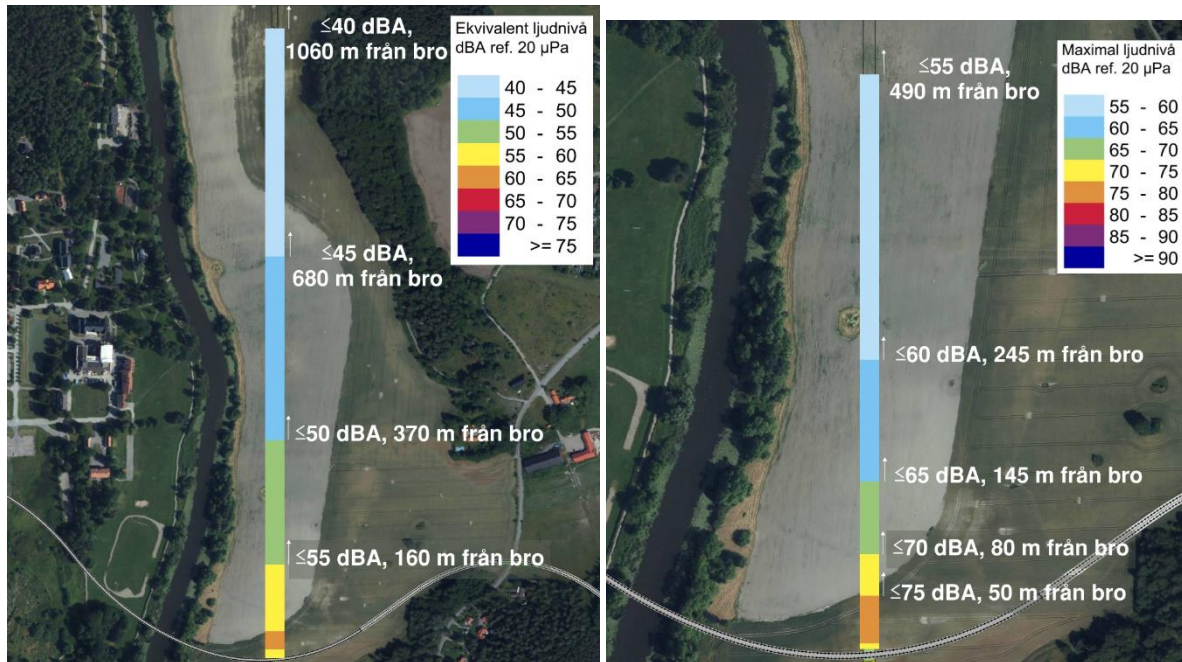 ≤40 dBA,
1060 m från bro
Ekvivalent ljudnivå
dBA ref. 20 µPa
40 - 45
45 - 50
50 - 55
55 - 60
60 - 65
65 - 70
70 - 75
>= 75
≤45 dBA,
680 m från bro
≤50 dBA, 370 m från bro
≤55 dBA, 160 m från bro
≤55 dBA,
490 m från bro
Maximal ljudnivå
dBA ref. 20 µPa
55 - 60
60 - 65
65 - 70
70 - 75
75 - 80
80 - 85
85 - 90
>= 90
≤60 dBA, 245 m från bro
≤65 dBA, 145 m från bro
≤70 dBA, 80 m från bro
≤75 dBA, 50 m från bro